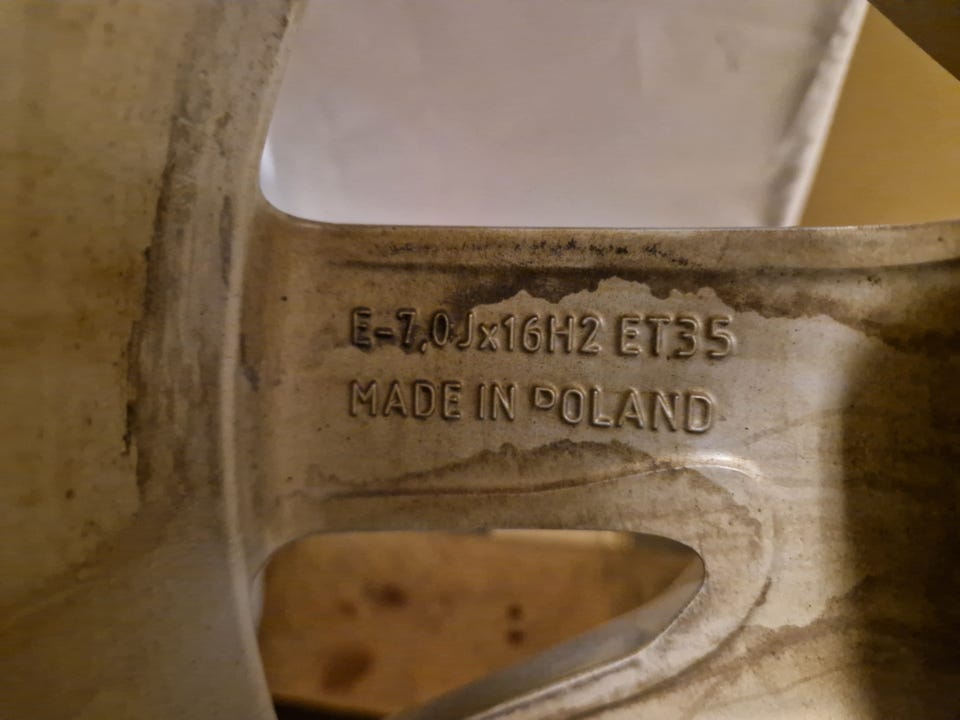 E-7,0Jx16H2 ET35
MADE IN POLAND